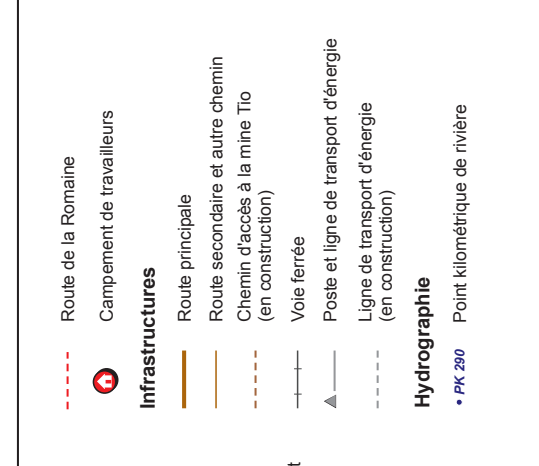 Route de la Romaine
Campement de travailleurs
Infrastructures
Route principale
Route secondaire et autre chemin
Chemin d'accès à la mine Tio
(en construction)
Voie ferrée
Poste et ligne de transport d'énergie
Ligne de transport d'énergie
(en construction)
Hydrographie
• PK 290 Point kilométrique de rivière
t